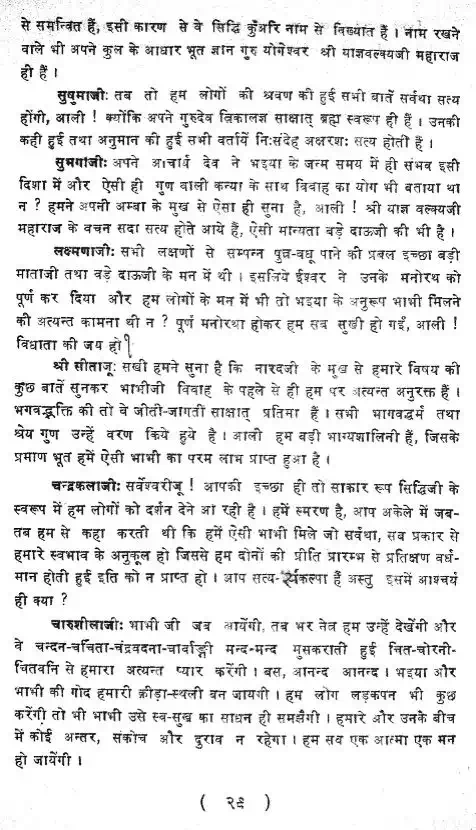 से समन्वित हैं, इसी कारण से वे सिद्धि कुँअरि नाम से विख्यात हैं । नाम रखने
वाले भी अपने कुल के आधार भूत ज्ञान गुरु योगेश्वर श्री याज्ञवल्क्यजी महाराज
ही हैं ।
सुषुमाजी: तब तो हम लोगों की श्रवण की हुई सभी बातें सर्वथा सत्य
होंगी, आली ! क्योंकि अपने गुरुदेव त्रिकालज्ञ साक्षात् ब्रह्म स्वरूप ही हैं । उनकी
कही हुई तथा अनुमान की हुई सभी वर्तायें नि:संदेह अक्षरशः सत्य होती हैं ।
सुभगाजी: अपने आचार्य देव ने भइया के जन्म समय में ही संभव इसी
दिशा में और ऐसी ही गुण वाली कन्या के साथ विवाह का योग भी बताया था
न ? हमने अपनी अम्बा के मुख से ऐसा ही सुना है, आली ! श्री याज्ञ वल्क्यजी
महाराज के वचन सदा सत्य होते आये हैं, ऐसी मान्यता बड़े दाऊजी की भी है ।
लक्ष्मणाजी: सभी लक्षणों से सम्पन्न पुत्र-बधू पाने की प्रबल इच्छा बड़ी
माताजी तथा बड़े दाऊजी के मन में थी । इसलिये ईश्वर ने उनके मनोरथ को
पूर्ण कर दिया और हम लोगों के मन में भी तो भइया के अनुरूप भाभी मिलने
की अत्यन्त कामना थी न ? पूर्ण मनोरथा होकर हम सब सुखी हो गईं, आली !
विधाता की जय हो
श्री सीताजू: सखी हमने सुना है कि नारदजी के मुख से हमारे विषय की
कुछ बातें सुनकर भाभीजी विवाह के पहले से ही हम पर अत्यन्त अनुरक्त हैं ।
भगवद्भक्ति की तो वे जीती-जागती साक्षात् प्रतिमा हैं । सभी भागवद्धर्म तथा
श्रेय गुण उन्हें वरण किये हुये हैं । आली हम बड़ी भाग्यशालिनी हैं, जिसके
प्रमाण भूत हमें ऐसी भाभी का परम लाभ प्राप्त हुआ है ।
चन्द्रकलाजी: सर्वेश्वरीजू ! आपकी इच्छा ही तो साकार रूप सिद्धिजी के
स्वरूप में हम लोगों को दर्शन देने आ रही है । हमें स्मरण है, आप अकेले में जब-
तब हम से कहा करती थी कि हमें ऐसी भाभी मिले जो सर्वथा, सब प्रकार से
हमारे स्वभाव के अनुकूल हो जिससे हम दोनों की प्रीति प्रारम्भ से प्रतिक्षण वर्ध-
मान होती हुई इति को न प्राप्त हो । आप सत्य- हैं अस्तु इसमें आश्चर्य
ही क्या ?
चारुशीलाजी: भाभी जी जब आयेंगी, तब भर नेत्र हम उन्हें देखेंगी और
वे चन्दन-चर्चिता-चंद्रवदना-चार्वाङ्गी मन्द-मन्द मुसकराती हुई चित-चोरनी-
चितवनि से हमारा अत्यन्त प्यार करेंगी । बस, आनन्द आनन्द । भइया और
भाभी की गोद हमारी क्रीड़ा-स्थली बन जायगी । हम लोग लड़कपन भी कुछ
करेंगी तो भी भाभी उसे स्व-सुख का साधन ही समझेंगी । हमारे और उनके बीच
में कोई अन्तर, संकोच और दुराव न रहेगा । हम सब एक आत्मा एक मन
हो जायेंगी ।
( २९ )